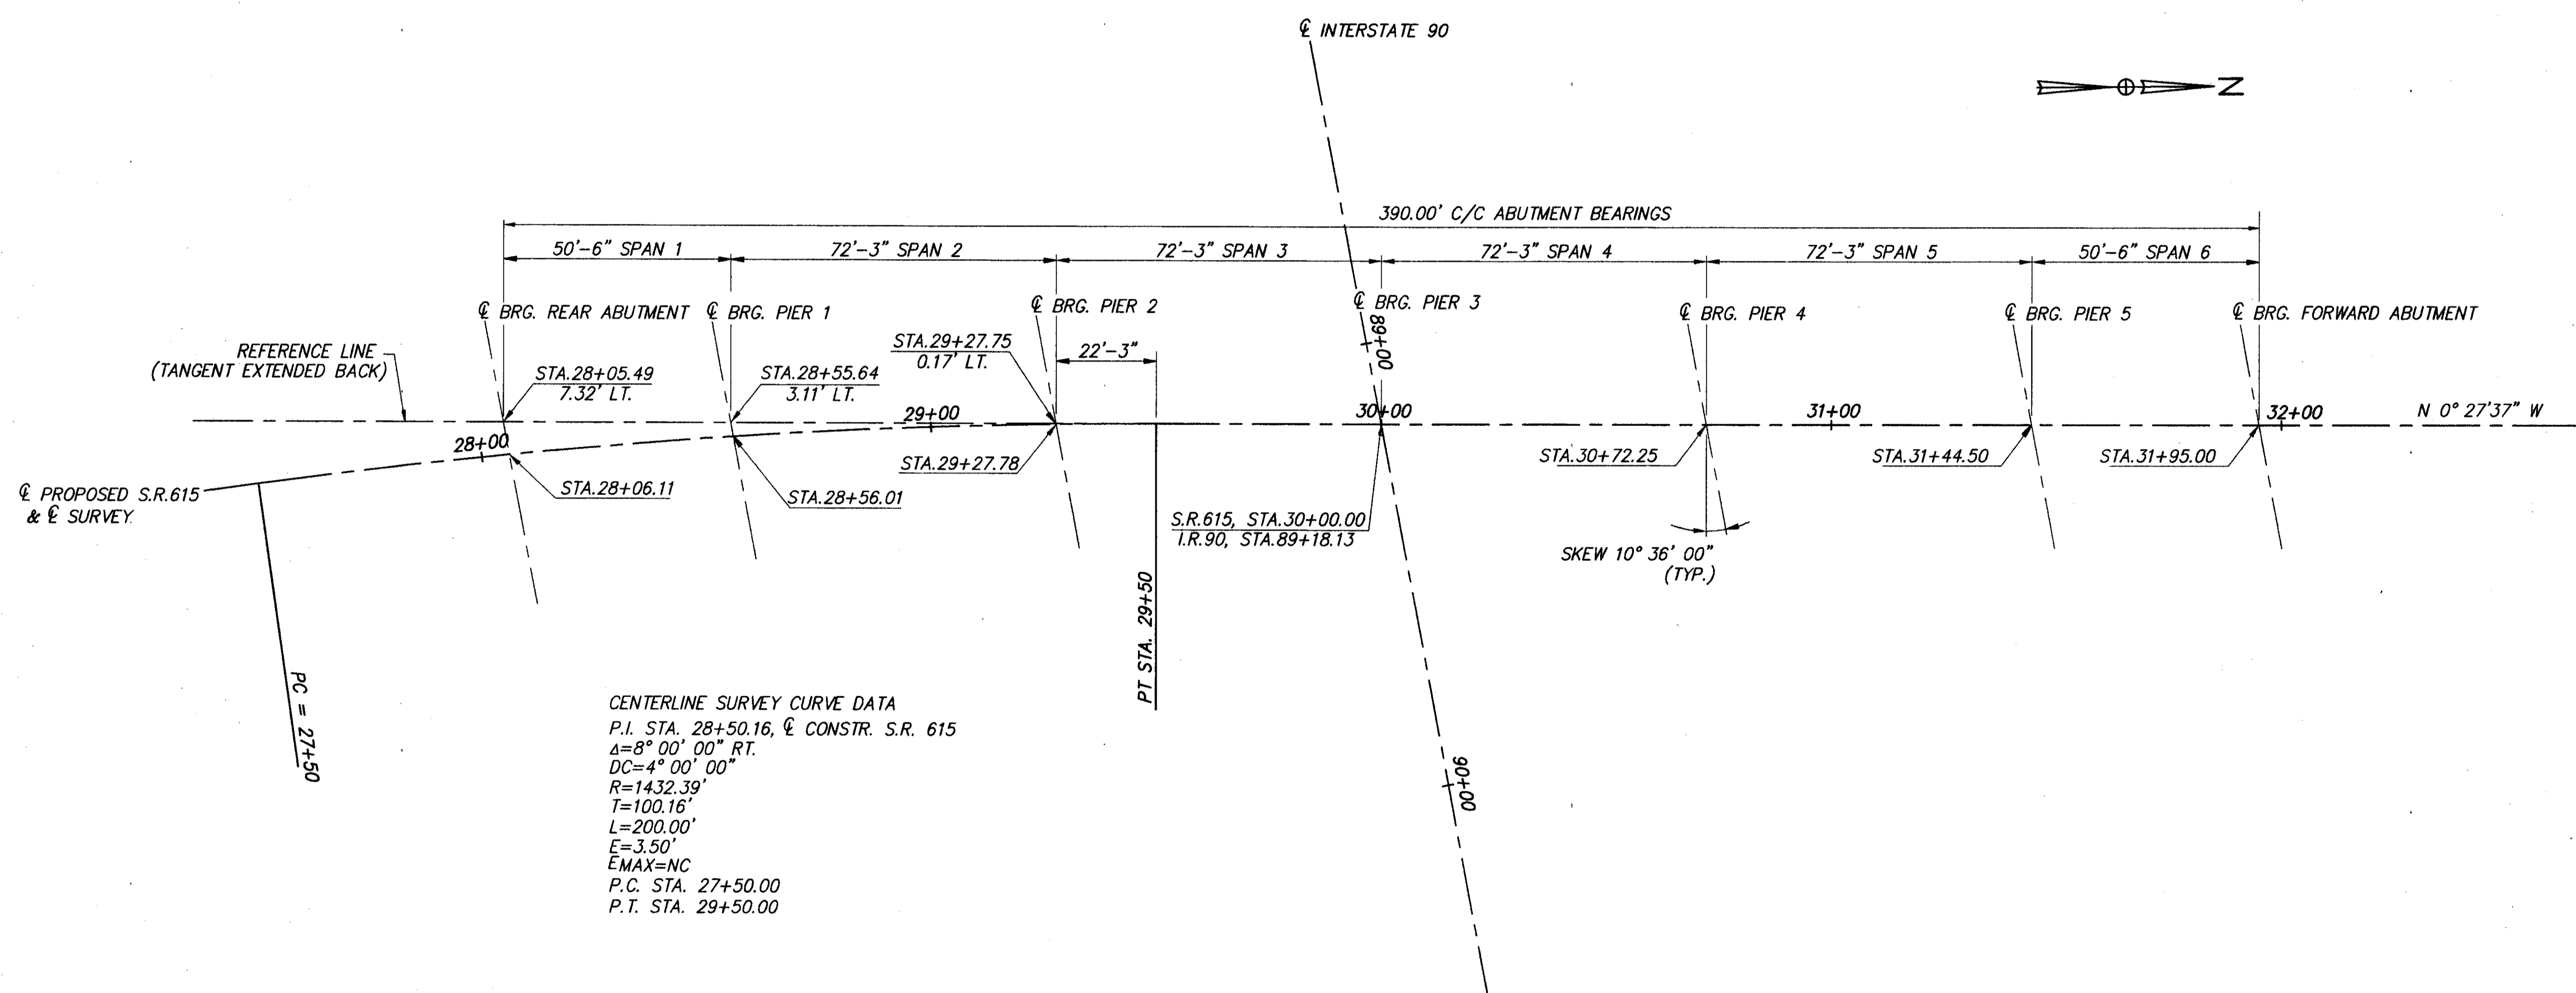 ℄ INTERSTATE 90
N
390.00' C/C ABUTMENT BEARINGS
50'-6" SPAN 1
72'-3" SPAN 2
72'-3" SPAN 3
72'-3" SPAN 4
72'-3" SPAN 5
50'-6" SPAN 6
℄ BRG. REAR ABUTMENT
℄ BRG. PIER 1
℄ BRG. PIER 2
℄ BRG. PIER 3
℄ BRG. PIER 4
℄ BRG. PIER 5
℄ BRG. FORWARD ABUTMENT
REFERENCE LINE
(TANGENT EXTENDED BACK)
STA.28+05.49
7.32' LT.
STA.28+55.64
3.11' LT.
STA.29+27.75
0.17' LT.
22'-3"
89+00
28+00
29+00
30+00
31+00
32+00
N 0° 27'37" W
℄ PROPOSED S.R.615
& ℄ SURVEY
STA.28+06.11
STA.28+56.01
STA.29+27.78
S.R.615, STA.30+00.00
I.R.90, STA.89+18.13
STA.30+72.25
STA.31+44.50
STA.31+95.00
SKEW 10° 36' 00"
(TYP.)
PC = 27+50
PT STA. 29+50
90+00
CENTERLINE SURVEY CURVE DATA
P.I. STA. 28+50.16, ℄ CONSTR. S.R. 615
Δ=8° 00' 00" RT.
DC=4° 00' 00"
R=1432.39'
T=100.16'
L=200.00'
E=3.50'
EMAX=NC
P.C. STA. 27+50.00
P.T. STA. 29+50.00